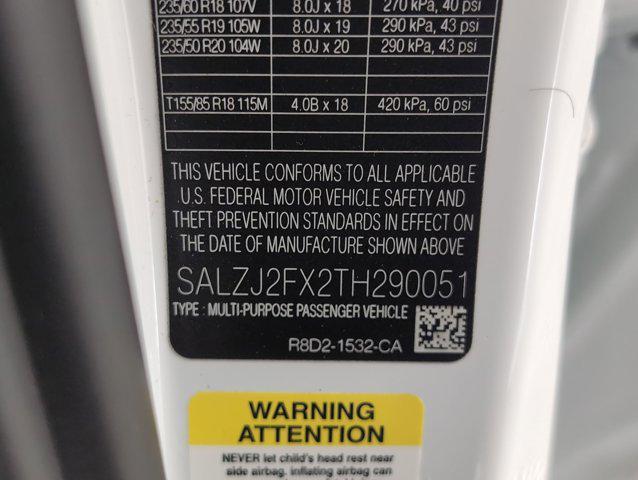 235/60 R18 107V 8.0J x 18 270 kPa, 40 psi
235/55 R19 105W 8.0J x 19 290 kPa, 43 psi
235/50 R20 104W 8.0J x 20 290 kPa, 43 psi
T155/85 R18 115M 4.0B x 18 420 kPa, 60 psi
THIS VEHICLE CONFORMS TO ALL APPLICABLE
U.S. FEDERAL MOTOR VEHICLE SAFETY AND
THEFT PREVENTION STANDARDS IN EFFECT ON
THE DATE OF MANUFACTURE SHOWN ABOVE
SALZJ2FX2TH290051
TYPE : MULTI-PURPOSE PASSENGER VEHICLE
R8D2-1532-CA
WARNING
ATTENTION
NEVER let child's head rest near
side airbag. inflating airbag can